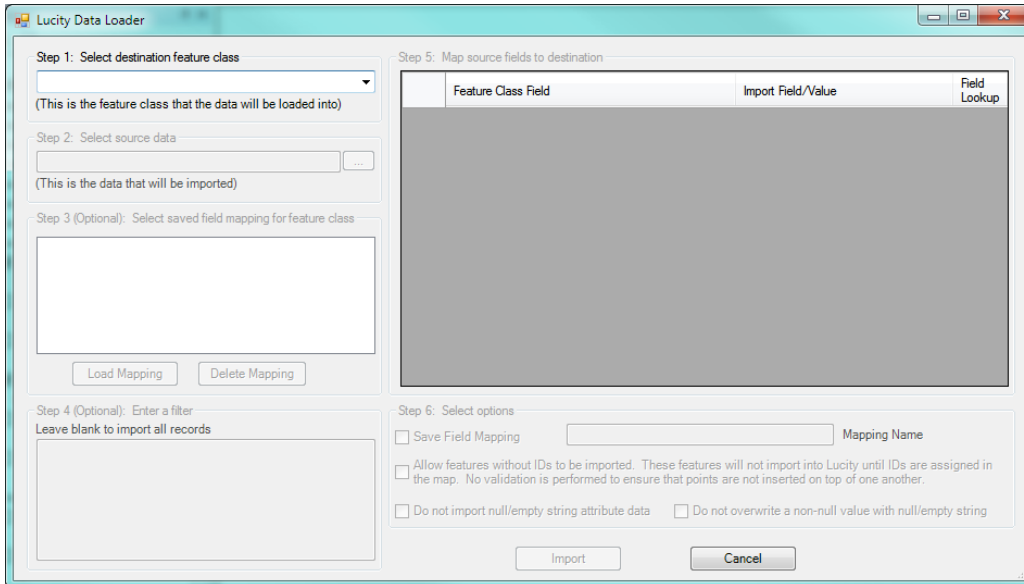 Lucity Data Loader
Step 1:  Select destination feature class
(This is the feature class that the data will be loaded into)
Step 2:  Select source data
...
(This is the data that will be imported)
Step 3 (Optional):  Select saved field mapping for feature class
Load Mapping
Delete Mapping
Step 4 (Optional):  Enter a filter
Leave blank to import all records
Step 5:  Map source fields to destination
Feature Class Field
Import Field/Value
Field
Lookup
Step 6:  Select options
Save Field Mapping
Mapping Name
Allow features without IDs to be imported.  These features will not import into Lucity until IDs are assigned in
the map.  No validation is performed to ensure that points are not inserted on top of one another.
Do not import null/empty string attribute data
Do not overwrite a non-null value with null/empty string
Import
Cancel